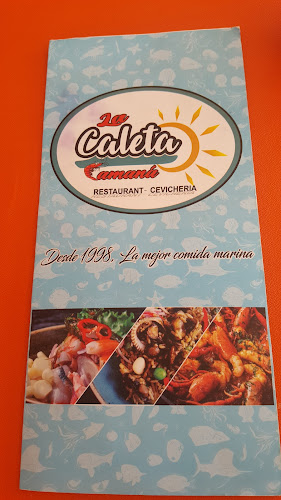 La
Caleta
Camaná
RESTAURANT - CEVICHERIA
Desde 1998, La mejor comida marina